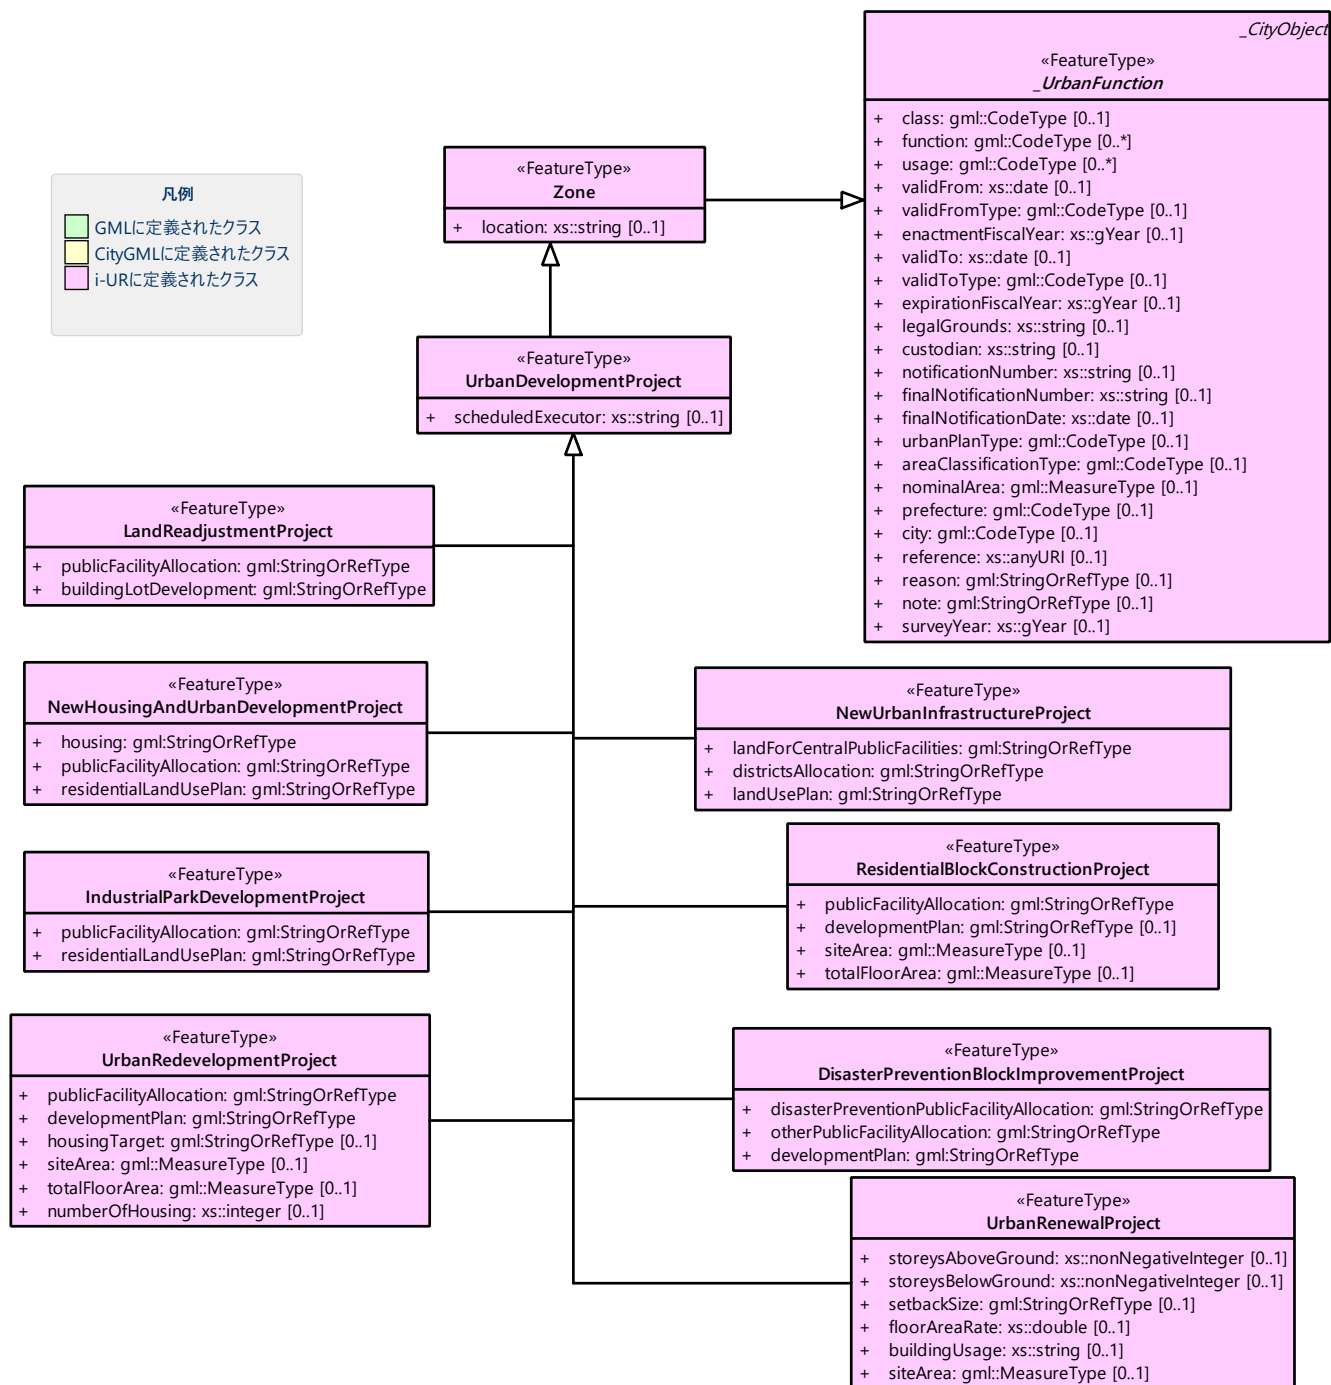 _CityObject
«FeatureType»
_UrbanFunction
+ class: gml::CodeType [0..1]
+ function: gml::CodeType [0..*]
+ usage: gml::CodeType [0..*]
+ validFrom: xs::date [0..1]
+ validFromType: gml::CodeType [0..1]
+ enactmentFiscalYear: xs::gYear [0..1]
+ validTo: xs::date [0..1]
+ validToType: gml::CodeType [0..1]
+ expirationFiscalYear: xs::gYear [0..1]
+ legalGrounds: xs::string [0..1]
+ custodian: xs::string [0..1]
+ notificationNumber: xs::string [0..1]
+ finalNotificationNumber: xs::string [0..1]
+ finalNotificationDate: xs::date [0..1]
+ urbanPlanType: gml::CodeType [0..1]
+ areaClassificationType: gml::CodeType [0..1]
+ nominalArea: gml::MeasureType [0..1]
+ prefecture: gml::CodeType [0..1]
+ city: gml::CodeType [0..1]
+ reference: xs::anyURI [0..1]
+ reason: gml:StringOrRefType [0..1]
+ note: gml:StringOrRefType [0..1]
+ surveyYear: xs::gYear [0..1]
«FeatureType»
Zone
+ location: xs::string [0..1]
凡例
GMLに定義されたクラス
CityGMLに定義されたクラス
i-URに定義されたクラス
«FeatureType»
UrbanDevelopmentProject
+ scheduledExecutor: xs::string [0..1]
«FeatureType»
LandReadjustmentProject
+ publicFacilityAllocation: gml:StringOrRefType
+ buildingLotDevelopment: gml:StringOrRefType
«FeatureType»
NewHousingAndUrbanDevelopmentProject
+ housing: gml:StringOrRefType
+ publicFacilityAllocation: gml:StringOrRefType
+ residentialLandUsePlan: gml:StringOrRefType
«FeatureType»
NewUrbanInfrastructureProject
+ landForCentralPublicFacilities: gml:StringOrRefType
+ districtsAllocation: gml:StringOrRefType
+ landUsePlan: gml:StringOrRefType
«FeatureType»
IndustrialParkDevelopmentProject
+ publicFacilityAllocation: gml:StringOrRefType
+ residentialLandUsePlan: gml:StringOrRefType
«FeatureType»
ResidentialBlockConstructionProject
+ publicFacilityAllocation: gml:StringOrRefType
+ developmentPlan: gml:StringOrRefType [0..1]
+ siteArea: gml::MeasureType [0..1]
+ totalFloorArea: gml::MeasureType [0..1]
«FeatureType»
UrbanRedevelopmentProject
+ publicFacilityAllocation: gml:StringOrRefType
+ developmentPlan: gml:StringOrRefType
+ housingTarget: gml:StringOrRefType [0..1]
+ siteArea: gml::MeasureType [0..1]
+ totalFloorArea: gml::MeasureType [0..1]
+ numberOfHousing: xs::integer [0..1]
«FeatureType»
DisasterPreventionBlockImprovementProject
+ disasterPreventionPublicFacilityAllocation: gml:StringOrRefType
+ otherPublicFacilityAllocation: gml:StringOrRefType
+ developmentPlan: gml:StringOrRefType
«FeatureType»
UrbanRenewalProject
+ storeysAboveGround: xs::nonNegativeInteger [0..1]
+ storeysBelowGround: xs::nonNegativeInteger [0..1]
+ setbackSize: gml:StringOrRefType [0..1]
+ floorAreaRate: xs::double [0..1]
+ buildingUsage: xs::string [0..1]
+ siteArea: gml::MeasureType [0..1]